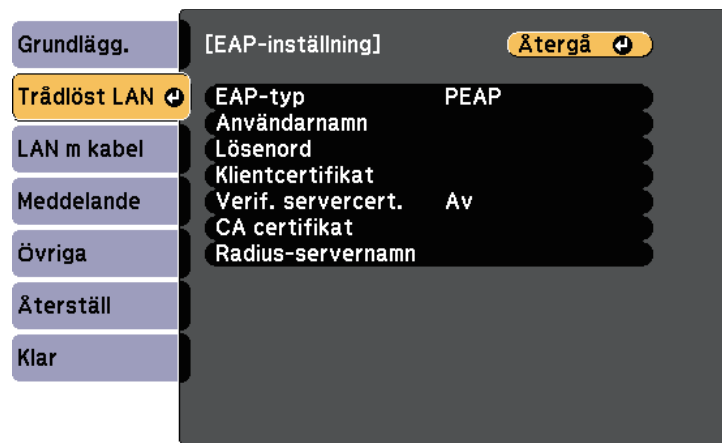 Grundlägg.
Trådlöst LAN
LAN m kabel
Meddelande
Övriga
Återställ
Klar
[EAP-inställning]
Återgå
EAP-typ PEAP
Användarnamn
Lösenord
Klientcertifikat
Verif. servercert. Av
CA certifikat
Radius-servernamn